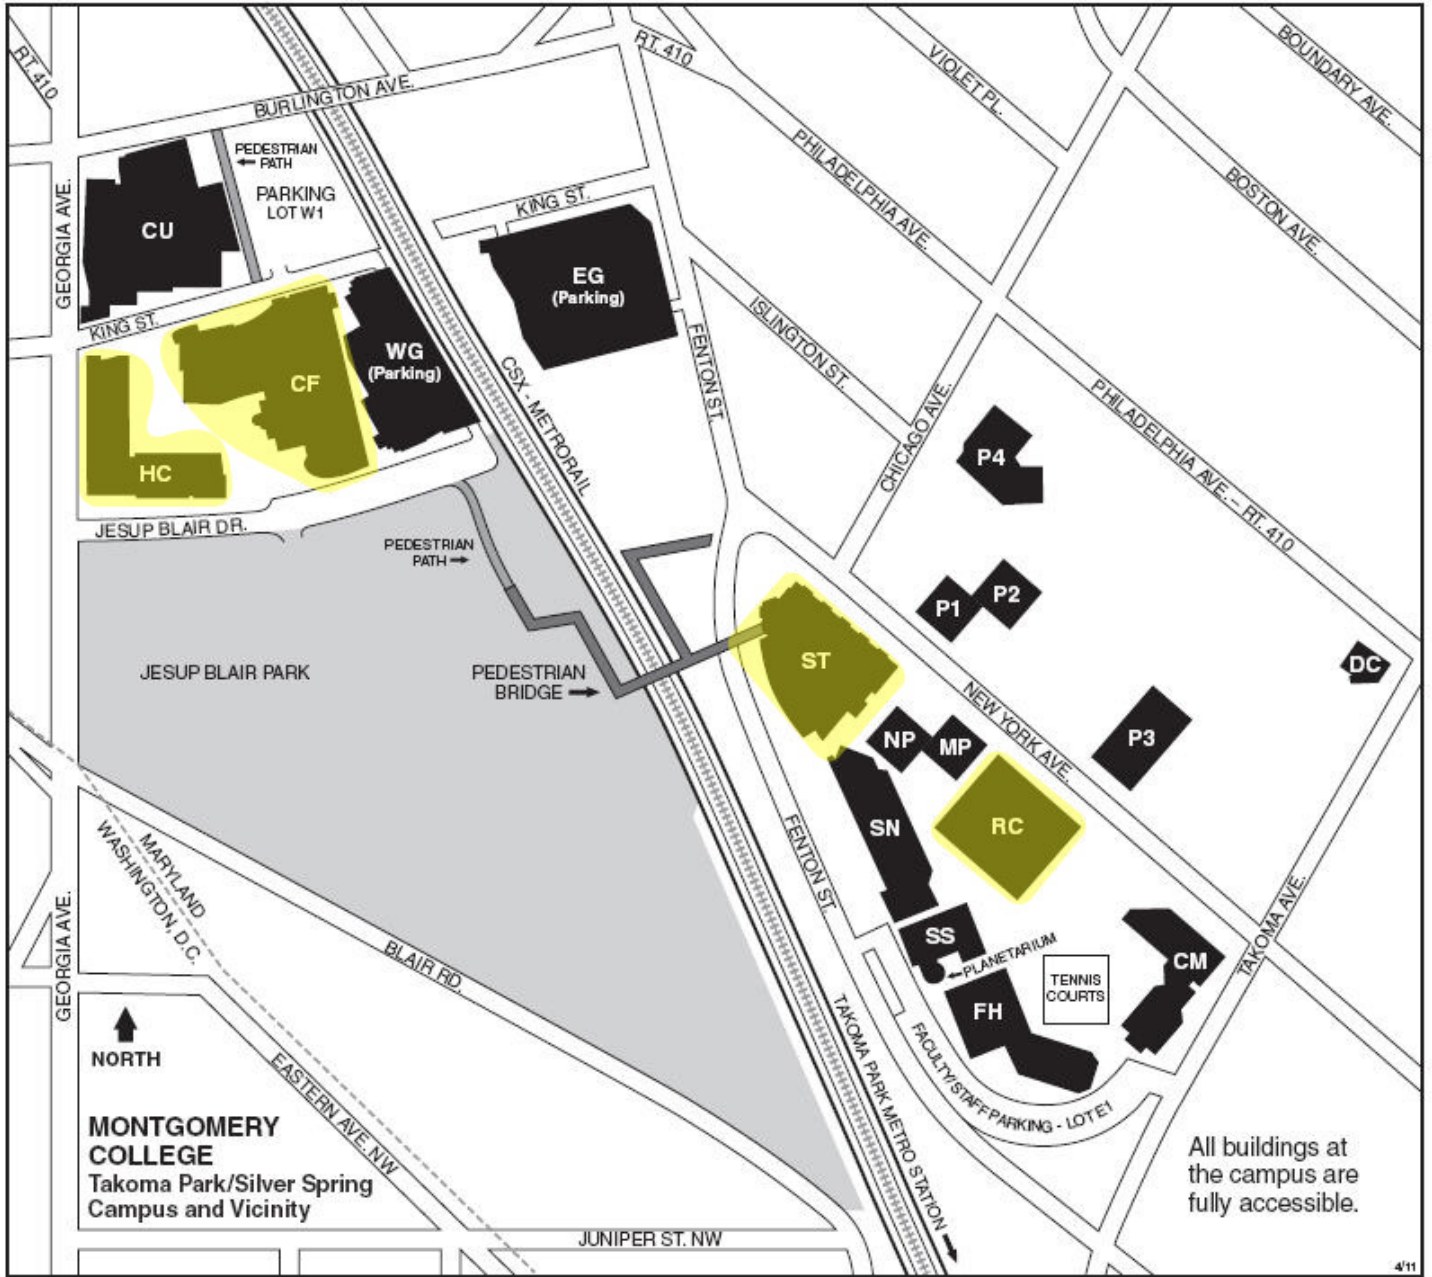 RT. 410
BURLINGTON AVE.
RT. 410
VIOLET PL.
BOUNDARY AVE.
PEDESTRIAN
PATH
PARKING
LOT W1
GEORGIA AVE.
CU
KING ST.
KING ST.
EG
(Parking)
PHILADELPHIA AVE.
BOSTON AVE.
WG
(Parking)
CF
HC
CSX - METRORAIL
FENTON ST.
ISLINGTON ST.
CHICAGO AVE.
PHILADELPHIA AVE. – RT. 410
P4
JESUP BLAIR DR.
PEDESTRIAN
PATH
P1
P2
JESUP BLAIR PARK
PEDESTRIAN
BRIDGE
ST
DC
NEW YORK AVE.
NP
MP
P3
SN
RC
FENTON ST.
MARYLAND
WASHINGTON, D.C.
GEORGIA AVE.
BLAIR RD.
SS
PLANETARIUM
TENNIS
COURTS
CM
TAKOMA AVE.
FH
NORTH
EASTERN AVE. NW
TAKOMA PARK METRO STATION
FACULTY/STAFF PARKING - LOT E1
MONTGOMERY
COLLEGE
Takoma Park/Silver Spring
Campus and Vicinity
All buildings at
the campus are
fully accessible.
JUNIPER ST. NW
4/11